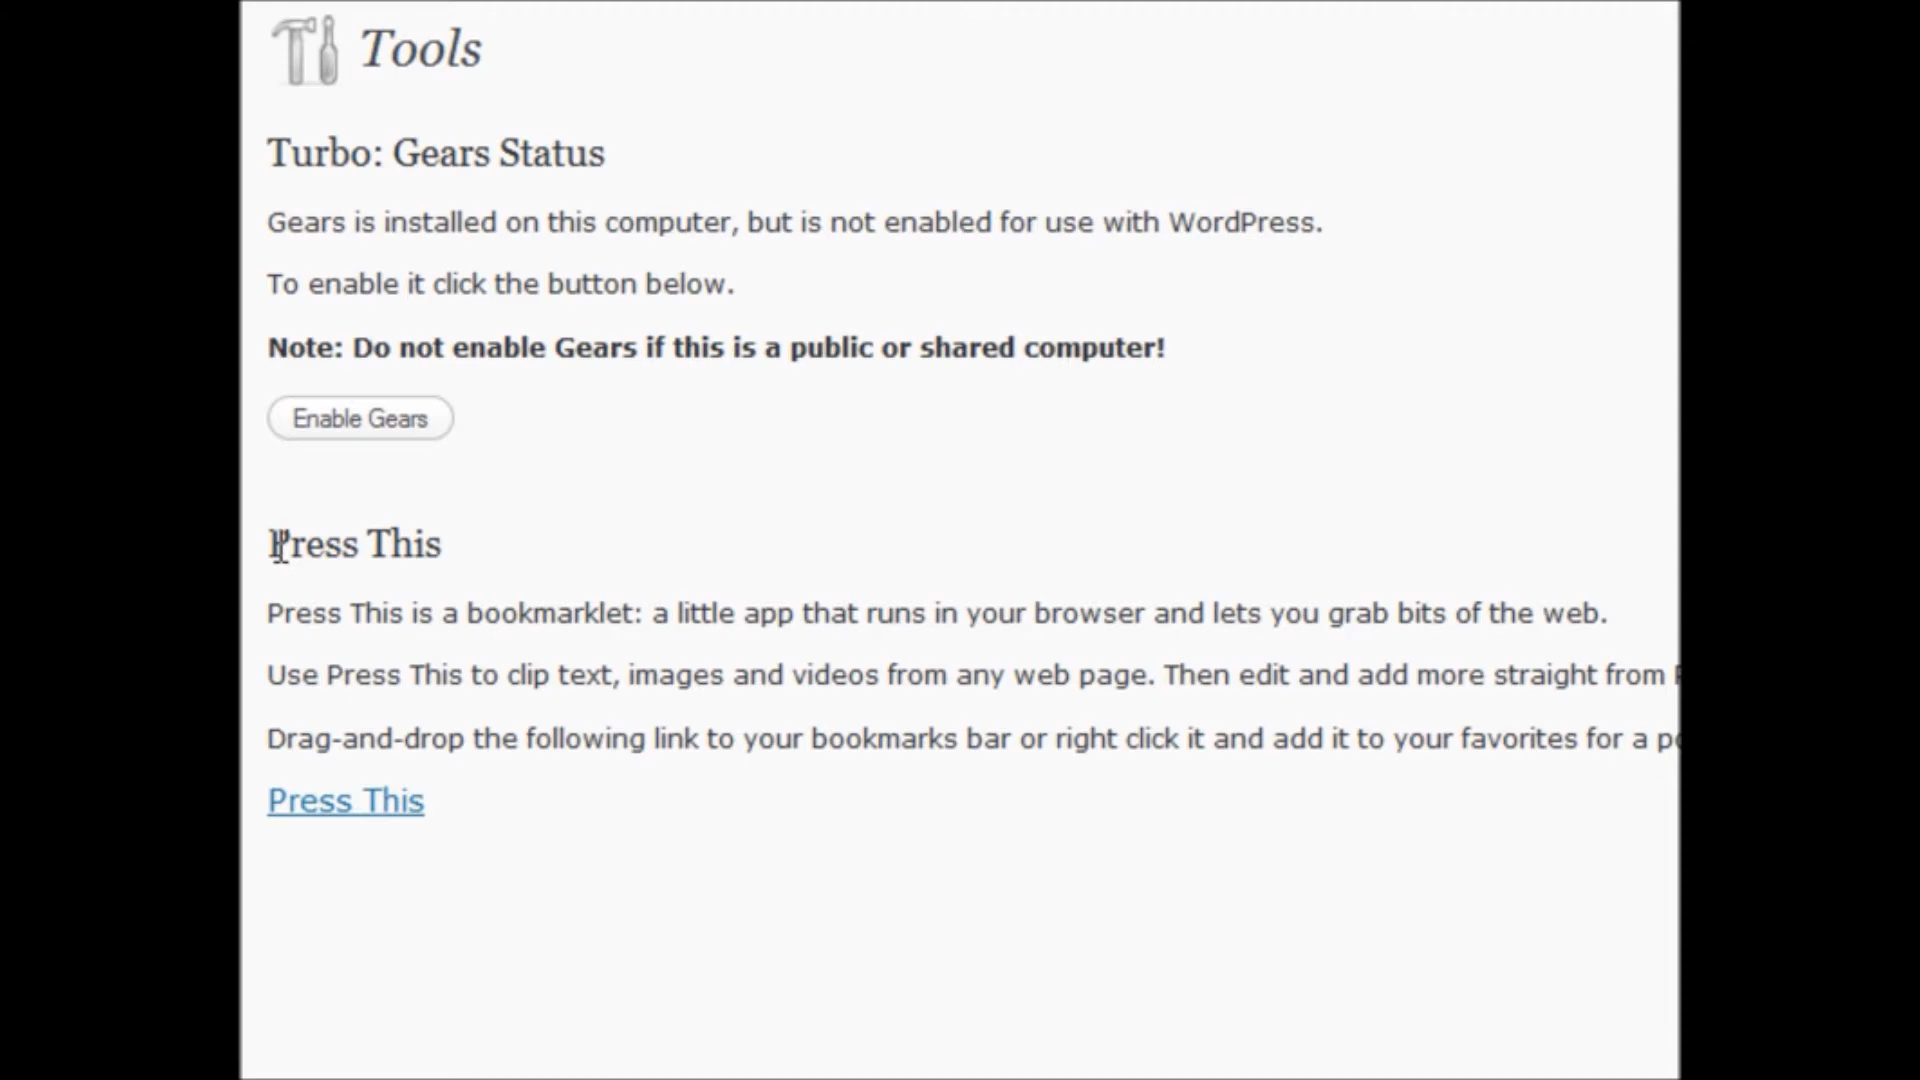 Tools
Turbo: Gears Status
Gears is installed on this computer, but is not enabled for use with WordPress.
To enable it click the button below.
Note: Do not enable Gears if this is a public or shared computer!
Enable Gears
Press This
Press This is a bookmarklet: a little app that runs in your browser and lets you grab bits of the web.
Use Press This to clip text, images and videos from any web page. Then edit and add more straight from
Drag-and-drop the following link to your bookmarks bar or right click it and add it to your favorites for a
Press This